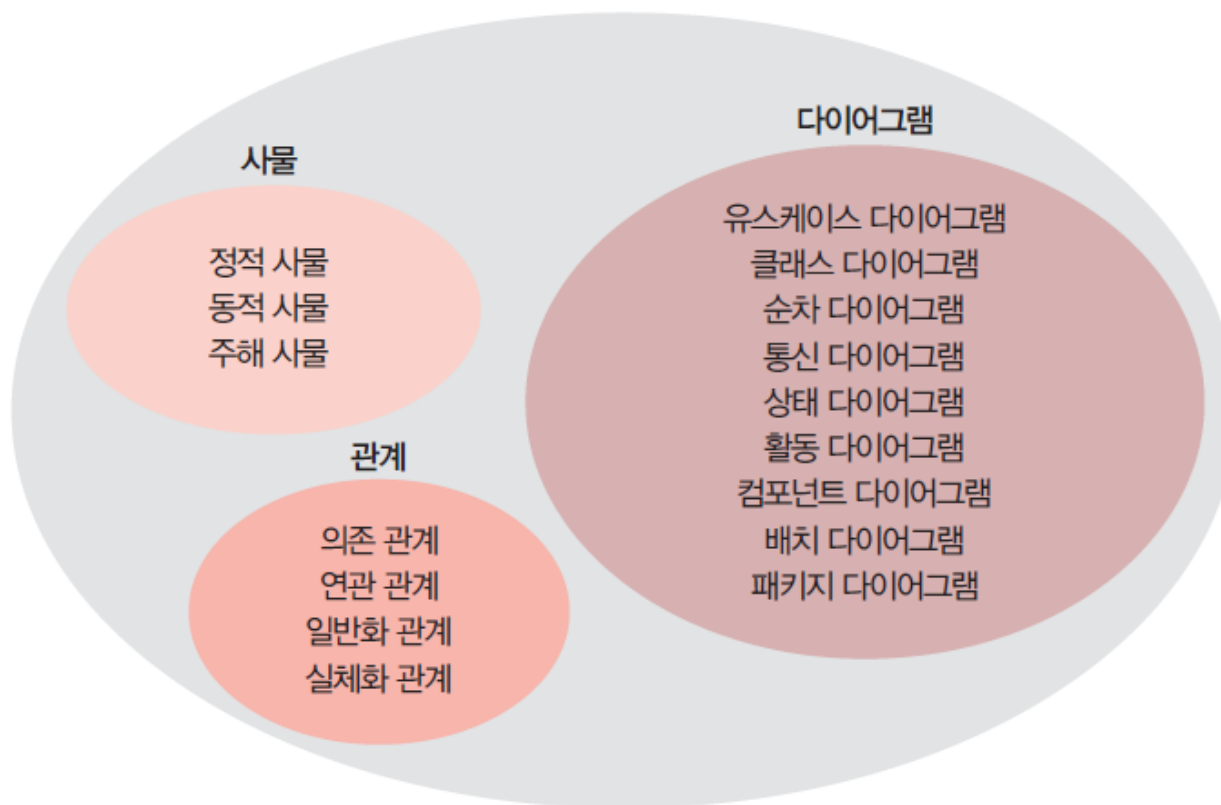 사물
정적 사물
동적 사물
주해 사물
관계
의존 관계
연관 관계
일반화 관계
실체화 관계
다이어그램
유스케이스 다이어그램
클래스 다이어그램
순차 다이어그램
통신 다이어그램
상태 다이어그램
활동 다이어그램
컴포넌트 다이어그램
배치 다이어그램
패키지 다이어그램